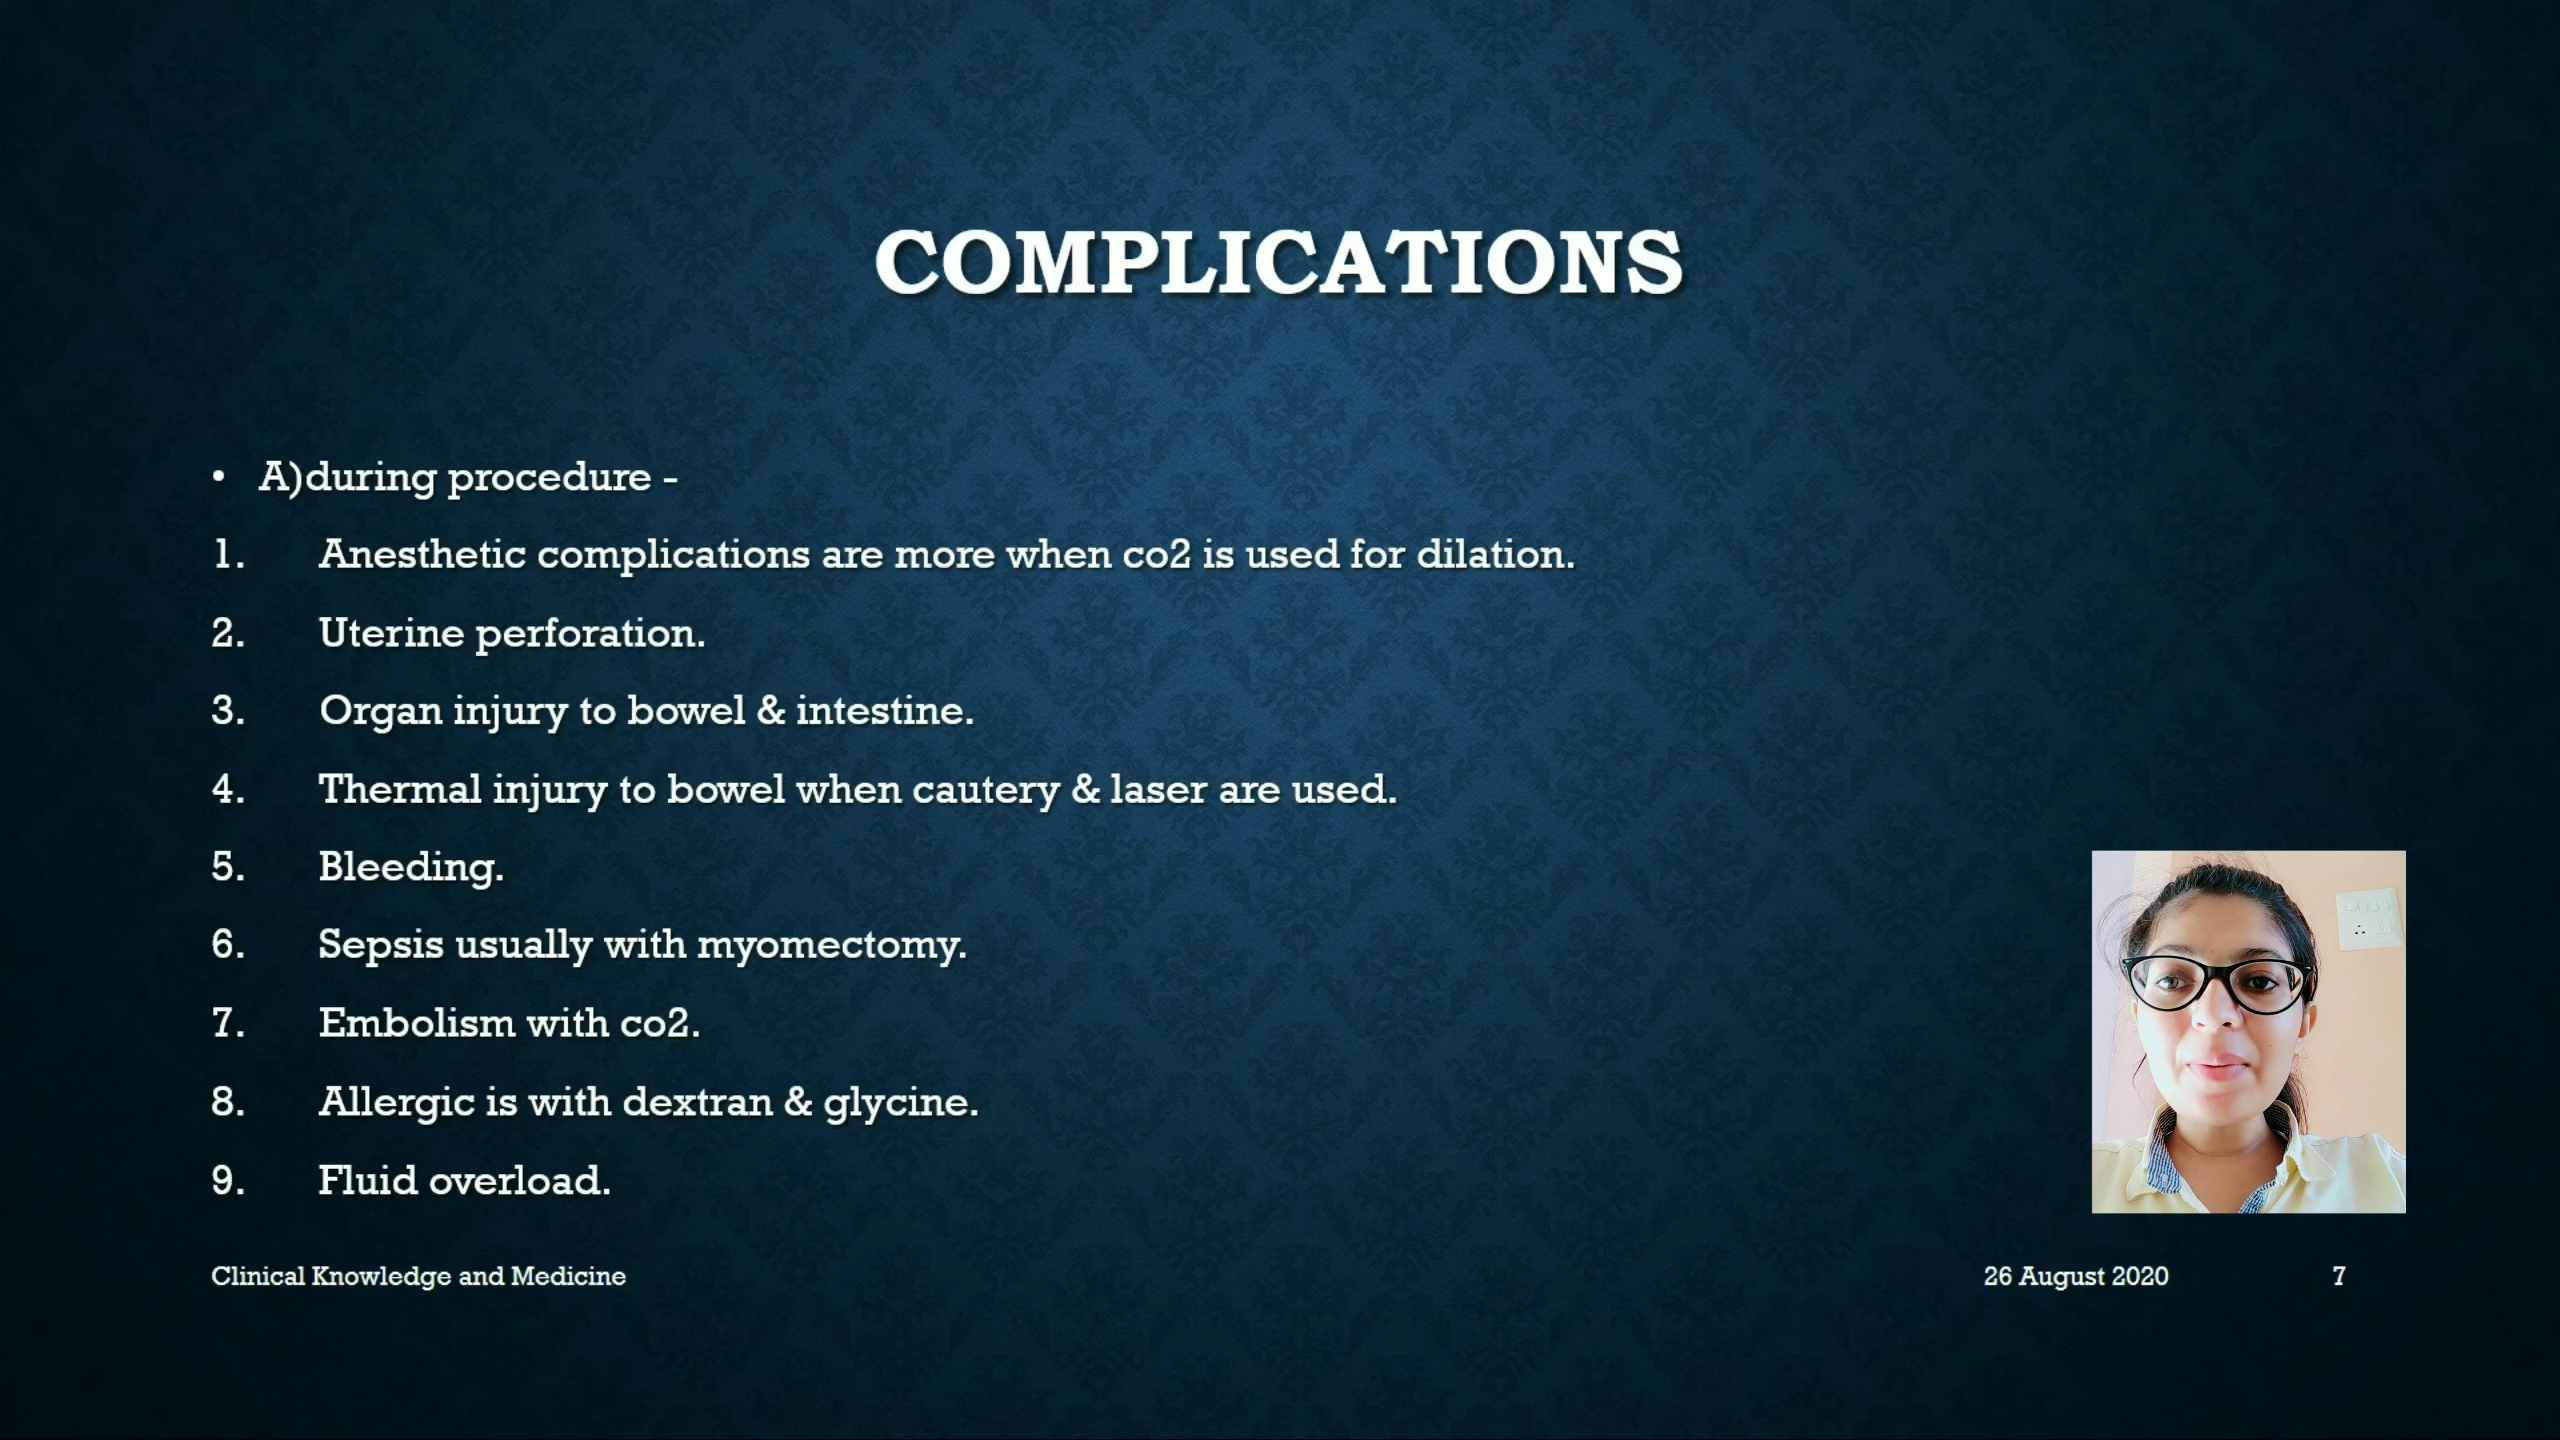 COMPLICATIONS
• A)during procedure -
1. Anesthetic complications are more when co2 is used for dilation.
2. Uterine perforation.
3. Organ injury to bowel & intestine.
4. Thermal injury to bowel when cautery & laser are used.
5. Bleeding.
6. Sepsis usually with myomectomy.
7. Embolism with co2.
8. Allergic is with dextran & glycine.
9. Fluid overload.
Clinical Knowledge and Medicine
26 August 2020
7